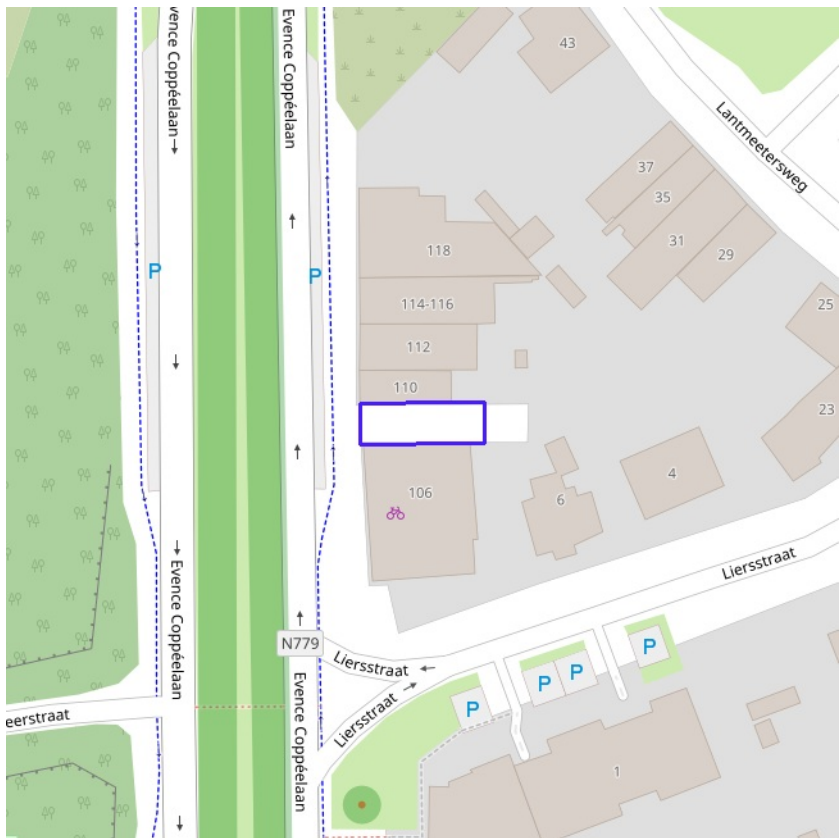 Evence Coppéelaan
Evence Coppéelaan
43
Lantmeetersweg
37
35
31
29
118
P
P
114-116
25
112
110
23
106
4
6
Evence Coppéelaan
Liersstraat
N779
Liersstraat
P
Evence Coppéelaan
P
P
P
Liersstraat
eerstraat
1